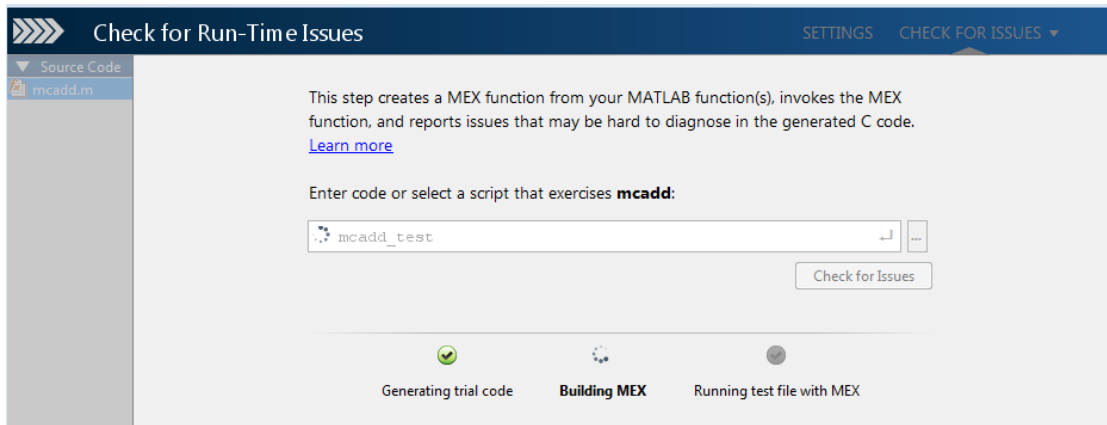 Check for Run-Time Issues
SETTINGS
CHECK FOR ISSUES
Source Code
mcadd.m
This step creates a MEX function from your MATLAB function(s), invokes the MEX
function, and reports issues that may be hard to diagnose in the generated C code.
Learn more
Enter code or select a script that exercises mcadd:
mcadd_test
...
Check for Issues
Generating trial code
Building MEX
Running test file with MEX